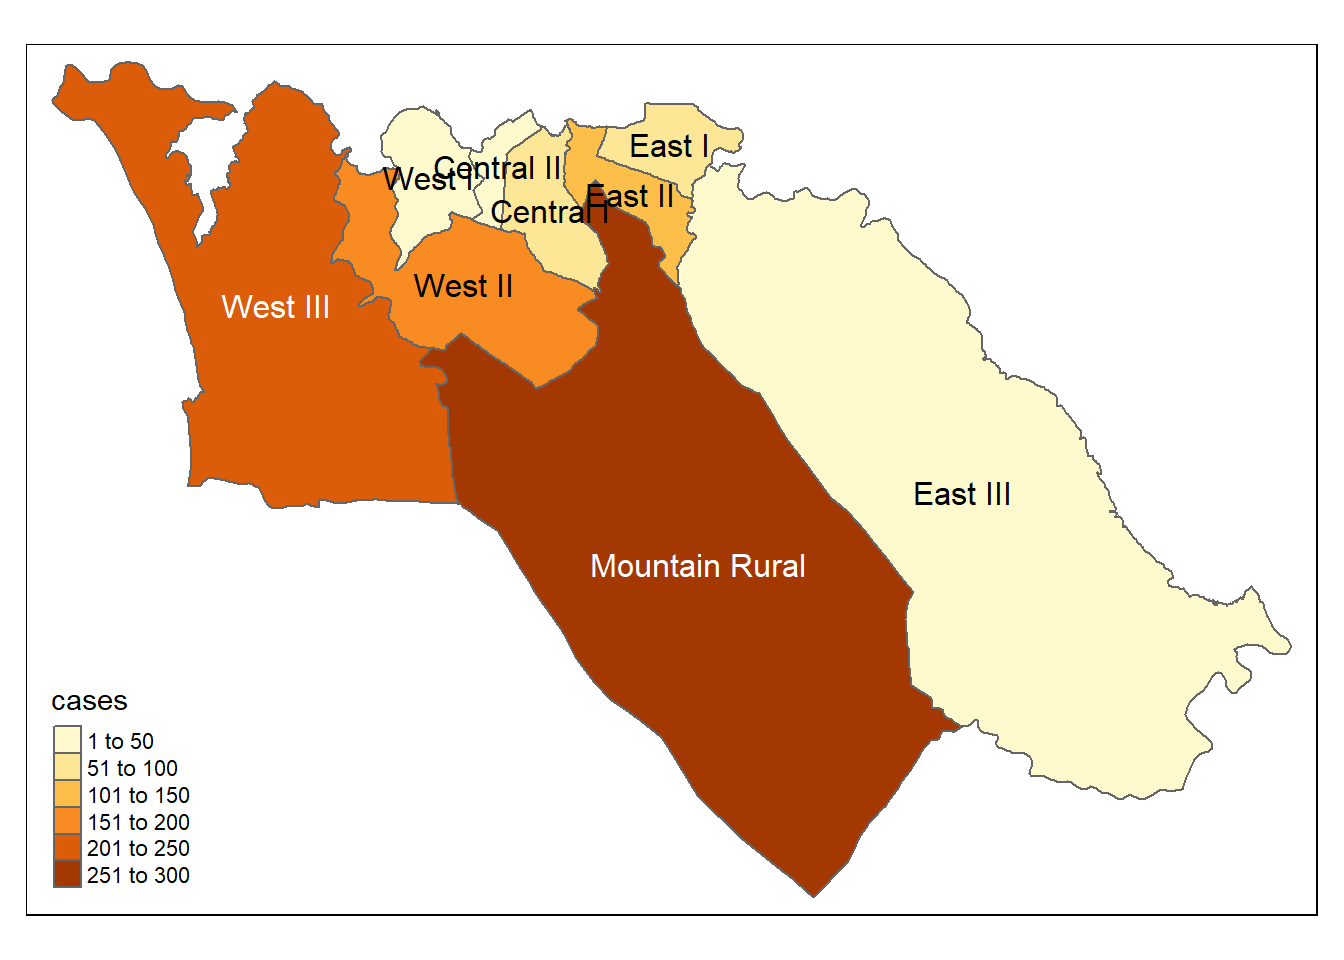 East I
Central II
West I
East II
Central I
West II
West III
East III
Mountain Rural
cases
1 to 50
51 to 100
101 to 150
151 to 200
201 to 250
251 to 300